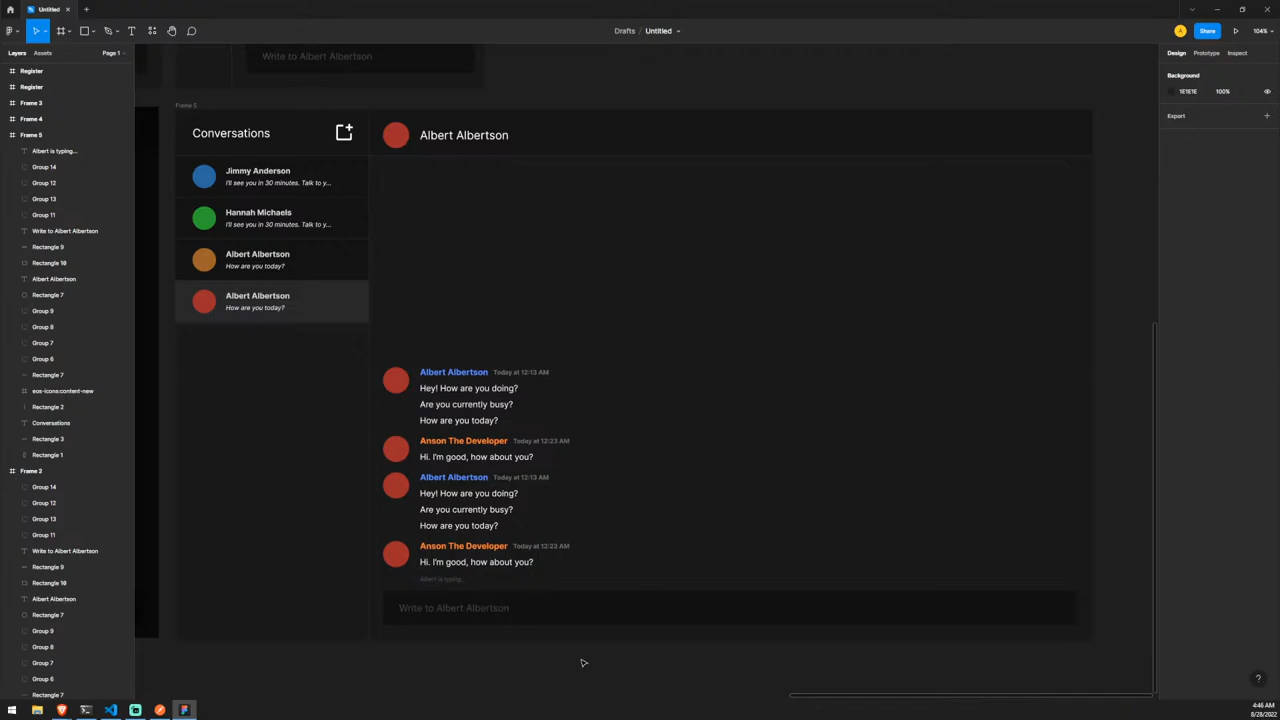 Untitled
Drafts / Untitled
A
Share
104%
Layers
Assets
Page 1
Design
Prototype
Inspect
Register
Register
Frame 3
Frame 4
Frame 5
Albert is typing...
Group 14
Group 12
Group 13
Group 11
Write to Albert Albertson
Rectangle 9
Rectangle 10
Albert Albertson
Rectangle 7
Group 9
Group 8
Group 7
Group 6
Rectangle 7
eos-icons:content-new
Rectangle 2
Conversations
Rectangle 3
Rectangle 1
Frame 2
Group 14
Group 12
Group 13
Group 11
Write to Albert Albertson
Rectangle 9
Rectangle 10
Albert Albertson
Rectangle 7
Group 9
Group 8
Group 7
Group 6
Rectangle 7
Write to Albert Albertson
Frame 5
Conversations
Jimmy Anderson
I'll see you in 30 minutes. Talk to y...
Hannah Michaels
I'll see you in 30 minutes. Talk to y...
Albert Albertson
How are you today?
Albert Albertson
How are you today?
Albert Albertson
Albert Albertson Today at 12:13 AM
Hey! How are you doing?
Are you currently busy?
How are you today?
Anson The Developer Today at 12:23 AM
Hi. I'm good, how about you?
Albert Albertson Today at 12:13 AM
Hey! How are you doing?
Are you currently busy?
How are you today?
Anson The Developer Today at 12:23 AM
Hi. I'm good, how about you?
Albert is typing...
Write to Albert Albertson
Background
1E1E1E 100%
Export
?
4:46 AM
8/28/2022